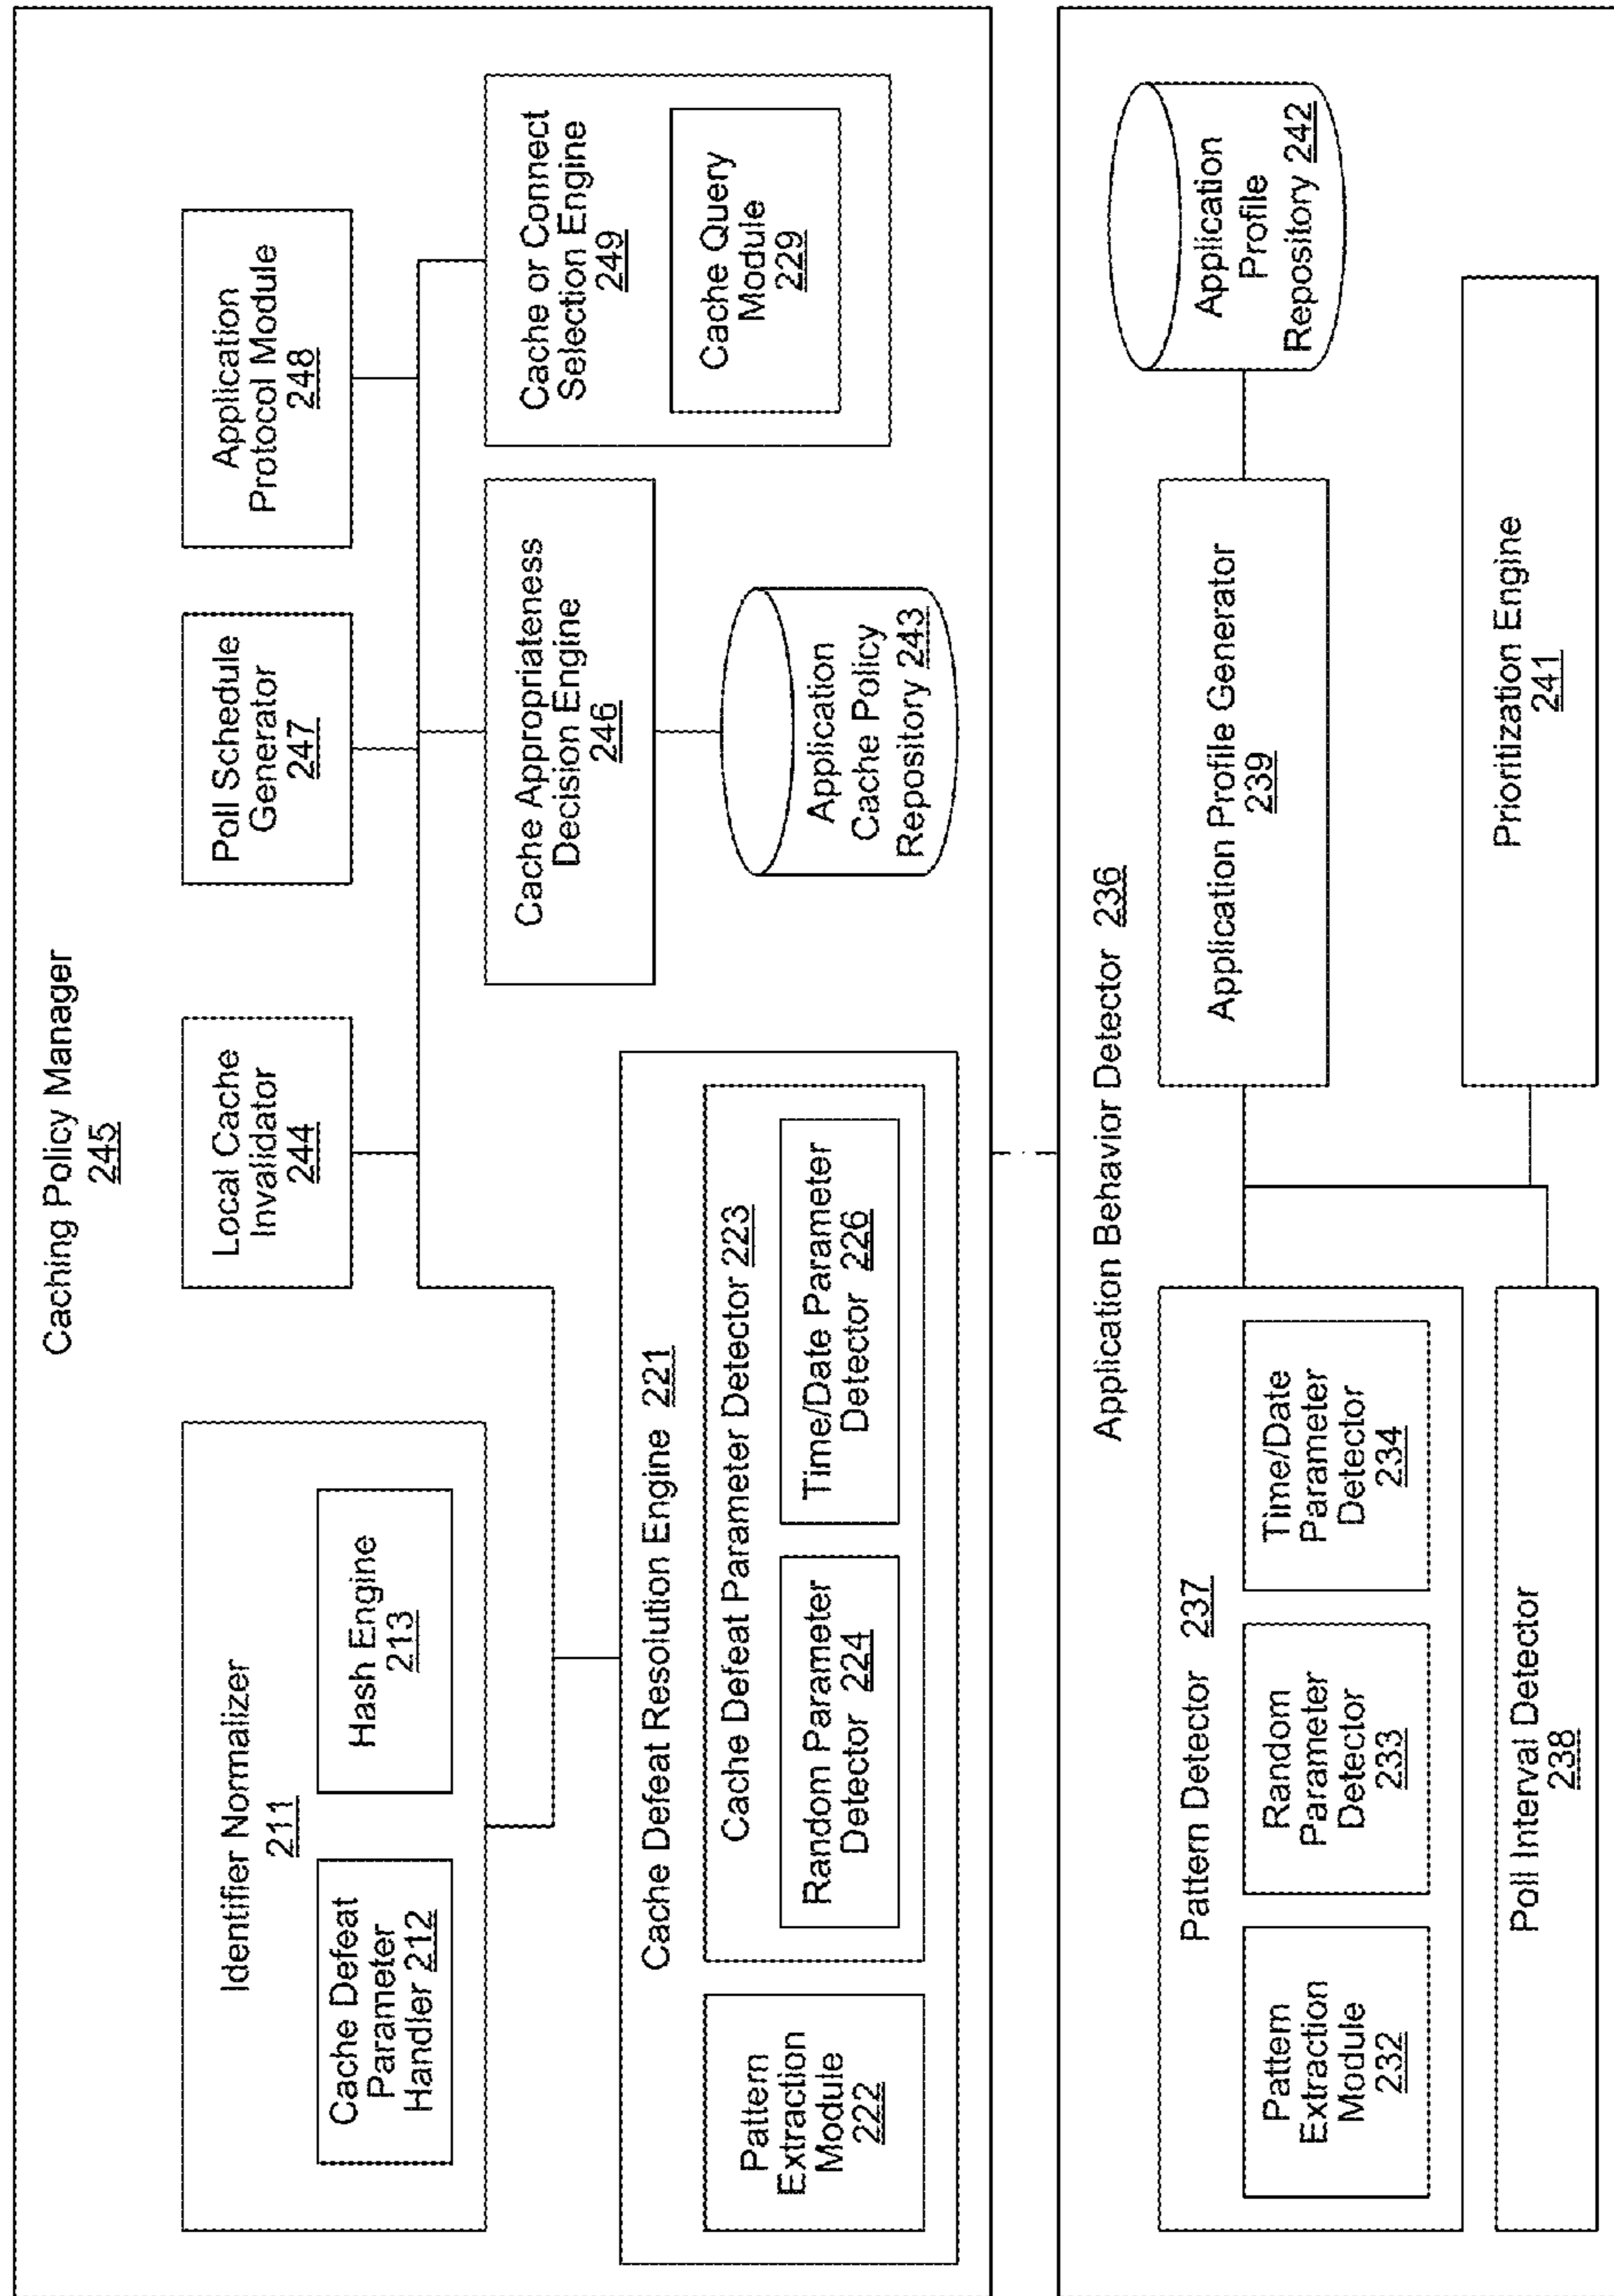 Caching Policy Manager
245
Identifier Normalizer
211
Cache Defeat
Parameter
Handler 212
Hash Engine
213
Local Cache
Invalidator
244
Poll Schedule
Generator
247
Application
Protocol Module
248
Cache Defeat Resolution Engine 221
Pattern
Extraction
Module
222
Cache Defeat Parameter Detector 223
Random Parameter
Detector 224
Time/Date Parameter
Detector 226
Cache Appropriateness
Decision Engine
246
Application
Cache Policy
Repository 243
Cache or Connect
Selection Engine
249
Cache Query
Module
229
Application Behavior Detector 236
Pattern Detector 237
Pattern
Extraction
Module
232
Random
Parameter
Detector
233
Time/Date
Parameter
Detector
234
Poll Interval Detector
238
Application Profile Generator
239
Application
Profile
Repository 242
Prioritization Engine
241